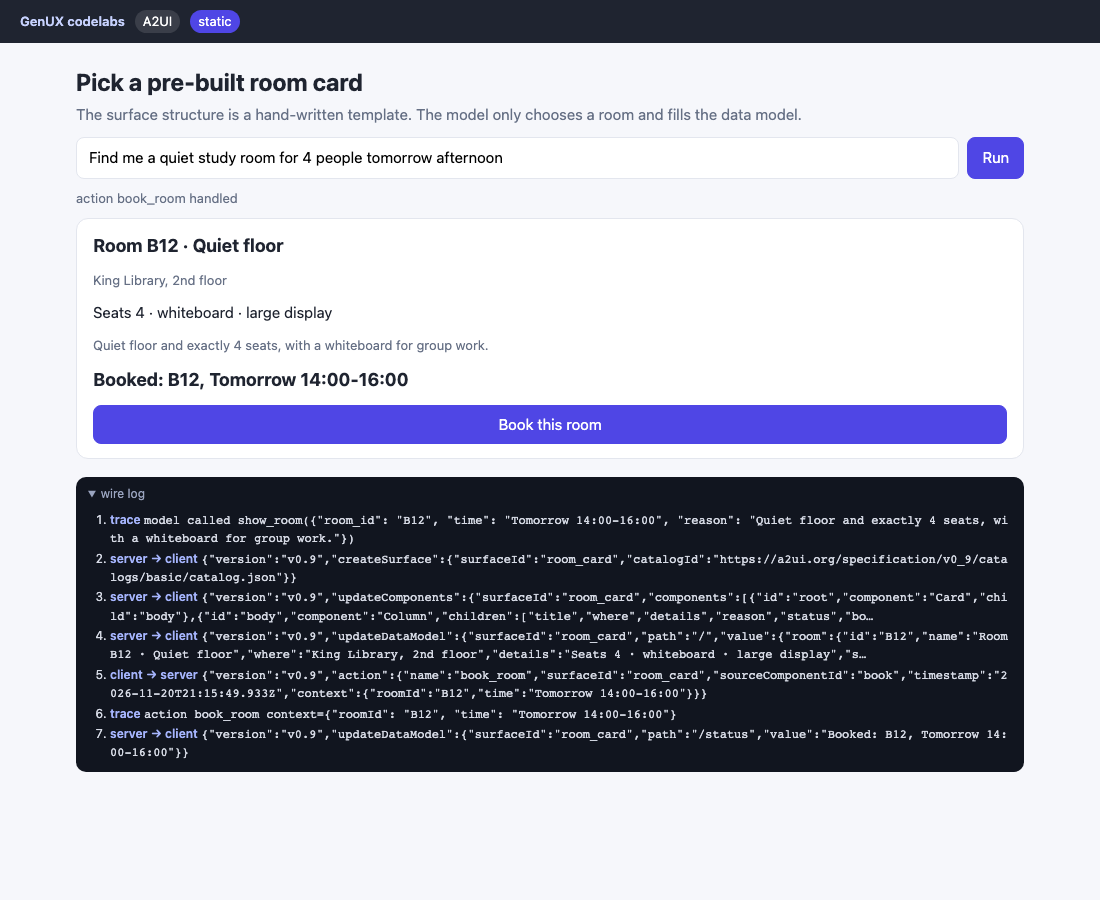 GenUX codelabs A2UI static
Pick a pre-built room card
The surface structure is a hand-written template. The model only chooses a room and fills the data model.
Find me a quiet study room for 4 people tomorrow afternoon
Run
action book_room handled
Room B12 · Quiet floor
King Library, 2nd floor
Seats 4 · whiteboard · large display
Quiet floor and exactly 4 seats, with a whiteboard for group work.
Booked: B12, Tomorrow 14:00-16:00
Book this room
▼ wire log
1. trace model called show_room({"room_id": "B12", "time": "Tomorrow 14:00-16:00", "reason": "Quiet floor and exactly 4 seats, wi
th a whiteboard for group work."})
2. server → client {"version":"v0.9","createSurface":{"surfaceId":"room_card","catalogId":"https://a2ui.org/specification/v0_9/cata
logs/basic/catalog.json"}}
3. server → client {"version":"v0.9","updateComponents":{"surfaceId":"room_card","components":[{"id":"root","component":"Card","chi
ld":"body"},{"id":"body","component":"Column","children":["title","where","details","reason","status","bo…
4. server → client {"version":"v0.9","updateDataModel":{"surfaceId":"room_card","path":"/","value":{"room":{"id":"B12","name":"Room
B12 · Quiet floor","where":"King Library, 2nd floor","details":"Seats 4 · whiteboard · large display","s…
5. client → server {"version":"v0.9","action":{"name":"book_room","surfaceId":"room_card","sourceComponentId":"book","timestamp":"2
026-11-20T21:15:49.933Z","context":{"roomId":"B12","time":"Tomorrow 14:00-16:00"}}}
6. trace action book_room context={"roomId": "B12", "time": "Tomorrow 14:00-16:00"}
7. server → client {"version":"v0.9","updateDataModel":{"surfaceId":"room_card","path":"/status","value":"Booked: B12, Tomorrow 14:
00-16:00"}}